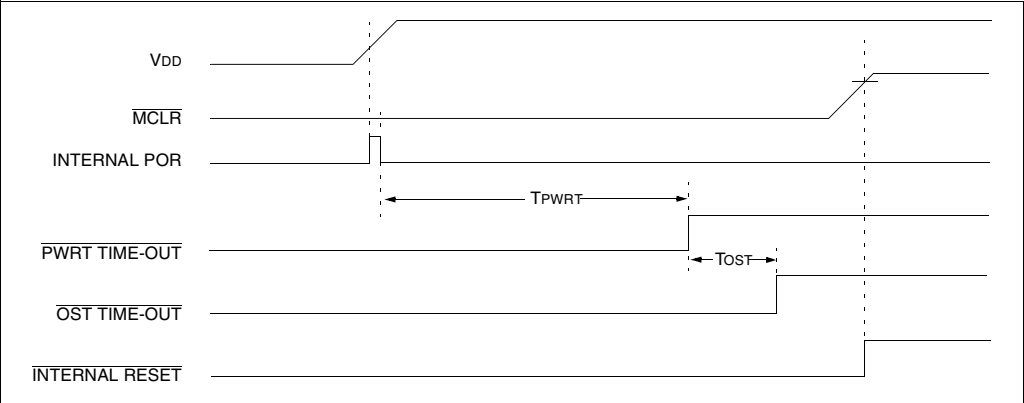 VDD
MCLR
INTERNAL POR
TPWRT
PWRT TIME-OUT
TOST
OST TIME-OUT
INTERNAL RESET